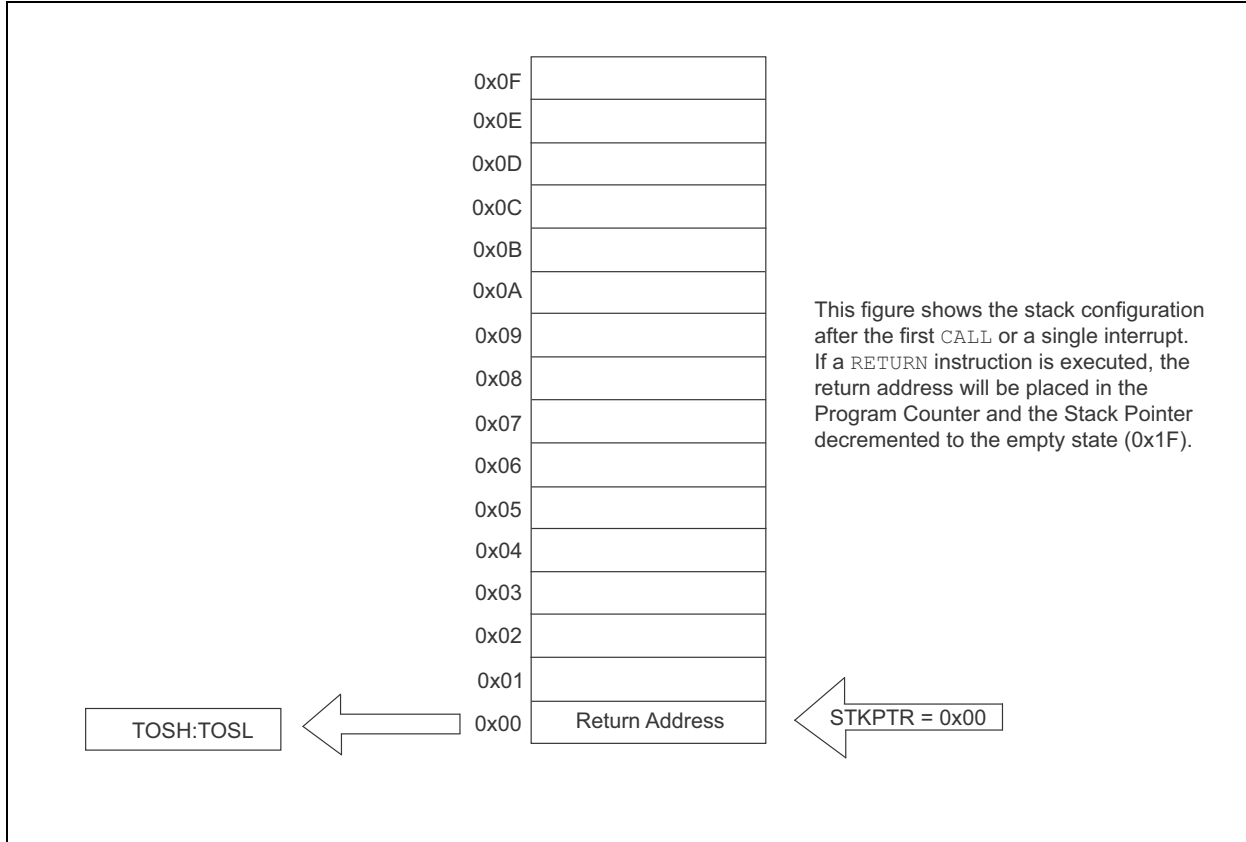 0x0F
0x0E
0x0D
0x0C
0x0B
0x0A
0x09
This figure shows the stack configuration
after the first CALL or a single interrupt.
If a RETURN instruction is executed, the
return address will be placed in the
Program Counter and the Stack Pointer
decremented to the empty state (0x1F).
0x08
0x07
0x06
0x05
0x04
0x03
0x02
0x01
TOSH:TOSL
0x00
Return Address
STKPTR = 0x00